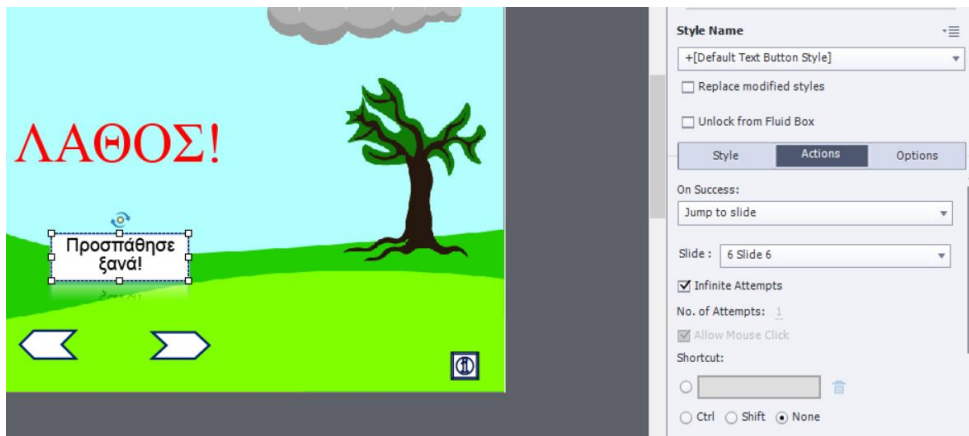 ΛΑΘΟΣ!
Προσπάθησε
ξανά!
Style Name
+[Default Text Button Style]
Replace modified styles
Unlock from Fluid Box
Style Actions Options
On Success:
Jump to slide
Slide : 6 Slide 6
Infinite Attempts
No. of Attempts: 1
Allow Mouse Click
Shortcut:
Ctrl Shift None